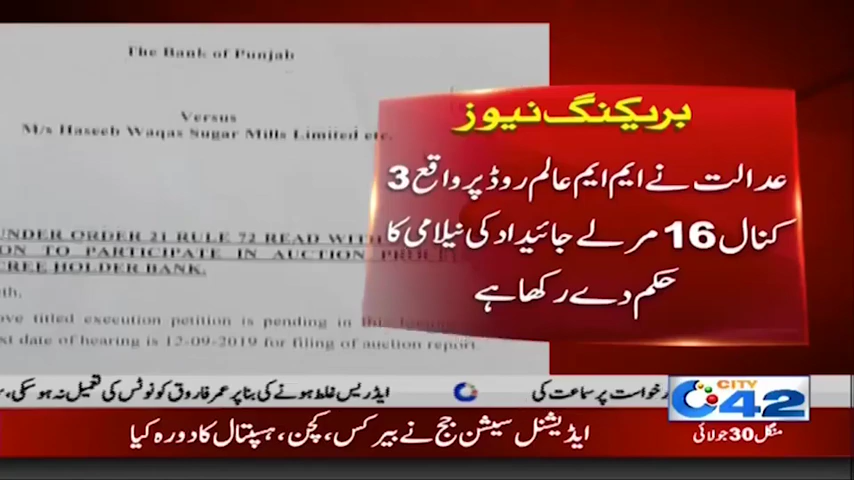 The Bank of Punjab
Versus
M/s Haseeb Waqas Sugar Mills Limited etc.
UNDER ORDER 21 RULE 72 READ WITH
ON TO PARTICIPATE IN AUCTION
CREE HOLDER BANK.
eth.
ove titled execution petition is pending in this
ext date of hearing is 12-09-2019 for filing of auction report
بریکنگ نیوز
عدالت نے ایم ایم عالم روڈ پر واقع 3
کنال 16 مرلے جائیداد کی نیلامی کا
حکم دے رکھا ہے
رخواست پر سماعت کی
ایڈریس غلط ہونے کی بنا پر عمر فاروق کو نوٹس کی تعمیل نہ ہو سکی،
CITY
42
منگل 30 جولائی
ایڈیشنل سیشن جج نے بیرکس، کچن، ہسپتال کا دورہ کیا